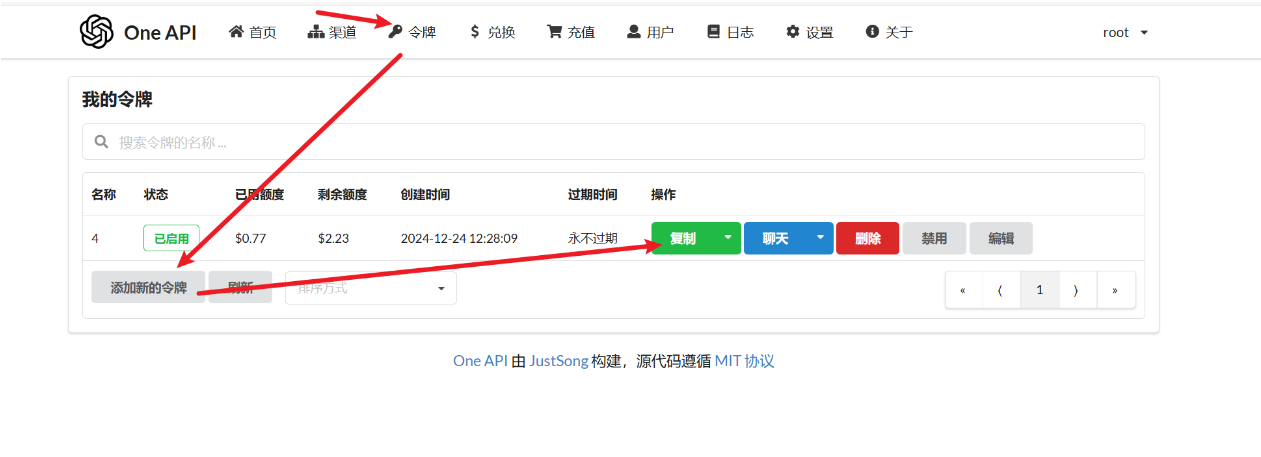 One API 首页 渠道 令牌 兑换 充值 用户 日志 设置 关于 root
我的令牌
搜索令牌的名称 ...
名称 状态 已用额度 剩余额度 创建时间 过期时间 操作
4 已启用 $0.77 $2.23 2024-12-24 12:28:09 永不过期 复制 聊天 删除 禁用 编辑
添加新的令牌 刷新 排序方式 « ⟨ 1 ⟩ »
One API 由 JustSong 构建，源代码遵循 MIT 协议